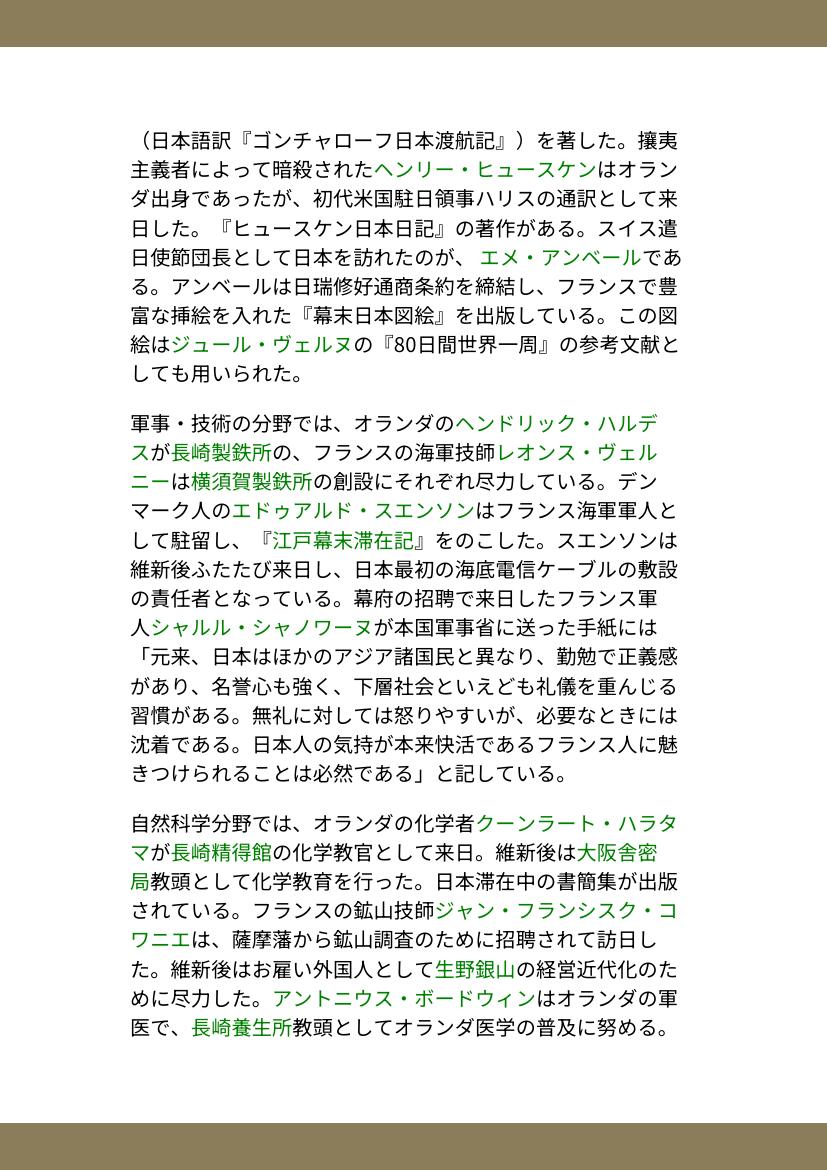 （日本語訳『ゴンチャローフ日本渡航記』）を著した。攘夷
主義者によって暗殺されたヘンリー・ヒュースケンはオラン
ダ出身であったが、初代米国駐日領事ハリスの通訳として来
日した。『ヒュースケン日本日記』の著作がある。スイス遣
日使節団長として日本を訪れたのが、 エメ・アンベールであ
る。アンベールは日瑞修好通商条約を締結し、フランスで豊
富な挿絵を入れた『幕末日本図絵』を出版している。この図
絵はジュール・ヴェルヌの『80日間世界一周』の参考文献と
しても用いられた。
軍事・技術の分野では、オランダのヘンドリック・ハルデ
スが長崎製鉄所の、フランスの海軍技師レオンス・ヴェル
ニーは横須賀製鉄所の創設にそれぞれ尽力している。デン
マーク人のエドゥアルド・スエンソンはフランス海軍軍人と
して駐留し、『江戸幕末滞在記』をのこした。スエンソンは
維新後ふたたび来日し、日本最初の海底電信ケーブルの敷設
の責任者となっている。幕府の招聘で来日したフランス軍
人シャルル・シャノワーヌが本国軍事省に送った手紙には
「元来、日本はほかのアジア諸国民と異なり、勤勉で正義感
があり、名誉心も強く、下層社会といえども礼儀を重んじる
習慣がある。無礼に対しては怒りやすいが、必要なときには
沈着である。日本人の気持が本来快活であるフランス人に魅
きつけられることは必然である」と記している。
自然科学分野では、オランダの化学者クーンラート・ハラタ
マが長崎精得館の化学教官として来日。維新後は大阪舎密
局教頭として化学教育を行った。日本滞在中の書簡集が出版
されている。フランスの鉱山技師ジャン・フランシスク・コ
ワニエは、薩摩藩から鉱山調査のために招聘されて訪日し
た。維新後はお雇い外国人として生野銀山の経営近代化のた
めに尽力した。アントニウス・ボードウィンはオランダの軍
医で、長崎養生所教頭としてオランダ医学の普及に努める。